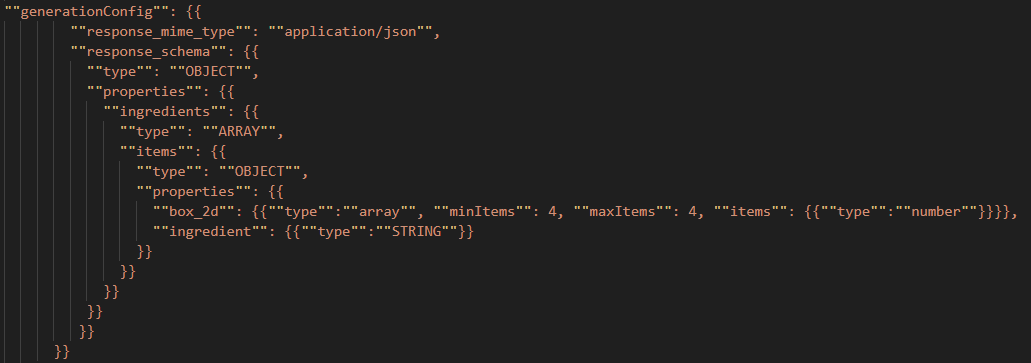 ""generationConfig"": {{
""response_mime_type"": ""application/json"",
""response_schema"": {{
""type"": ""OBJECT"",
""properties"": {{
""ingredients"": {{
""type"": ""ARRAY"",
""items"": {{
""type"": ""OBJECT"",
""properties"": {{
""box_2d"": {{""type"":""array"", ""minItems"": 4, ""maxItems"": 4, ""items"": {{""type"":""number""}}}},
""ingredient"": {{""type"":""STRING""}}
}}
}}
}}
}}
}}
}}